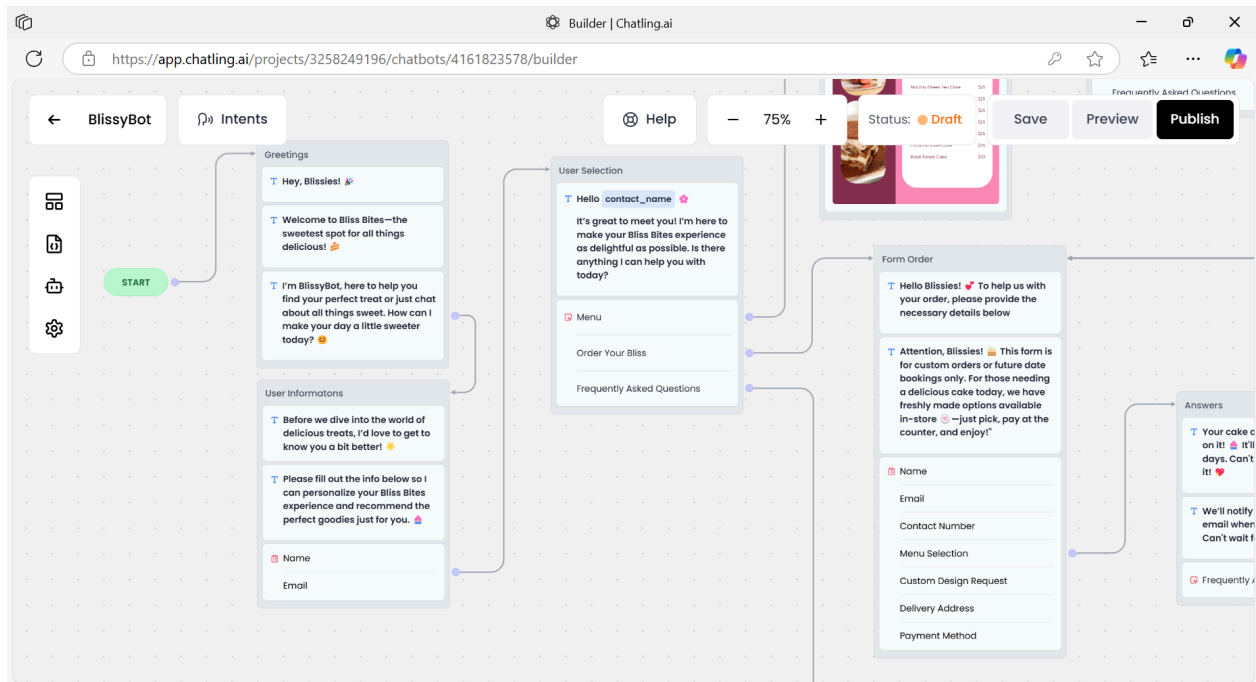 Builder | Chatling.ai
https://app.chatling.ai/projects/3258249196/chatbots/4161823578/builder
BlissyBot
Intents
Help
75%
Status: Draft
Save
Preview
Publish
START
Greetings
Hey, Blissies! 🎉
Welcome to Bliss Bites—the
sweetest spot for all things
delicious! 🍰
I'm BlissyBot, here to help you
find your perfect treat or just chat
about all things sweet. How can I
make your day a little sweeter
today? 😊
User Informatons
Before we dive into the world of
delicious treats, I'd love to get to
know you a bit better! 🌟
Please fill out the info below so I
can personalize your Bliss Bites
experience and recommend the
perfect goodies just for you. 🧁
Name
Email
User Selection
Hello contact_name 🌸
It's great to meet you! I'm here to
make your Bliss Bites experience
as delightful as possible. Is there
anything I can help you with
today?
Menu
Order Your Bliss
Frequently Asked Questions
Matcha Green Tea Cake $25
Black Forest Cake $23
Frequently Asked Questions
Form Order
Hello Blissies! 💕 To help us with
your order, please provide the
necessary details below
Attention, Blissies! 🍰 This form is
for custom orders or future date
bookings only. For those needing
a delicious cake today, we have
freshly made options available
in-store 🍥—just pick, pay at the
counter, and enjoy!"
Name
Email
Contact Number
Menu Selection
Custom Design Request
Delivery Address
Payment Method
Answers
Your cake
on it! 🧁 It'll
days. Can't
it! 💖
We'll notify
email when
Can't wait
Frequently